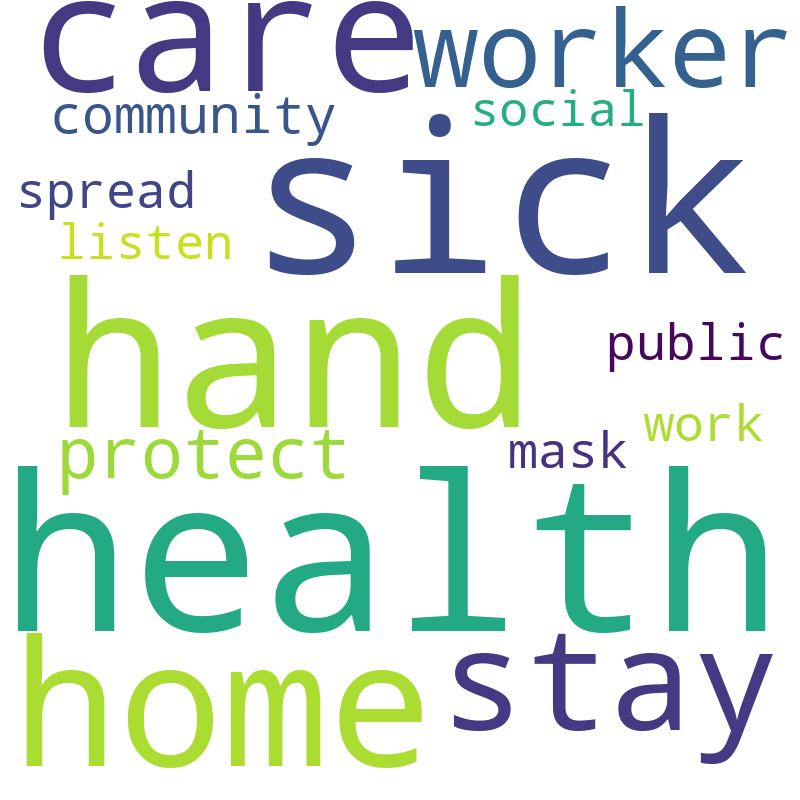 care worker
community social
sick
spread
listen
hand
public
work
protect mask
health
home stay